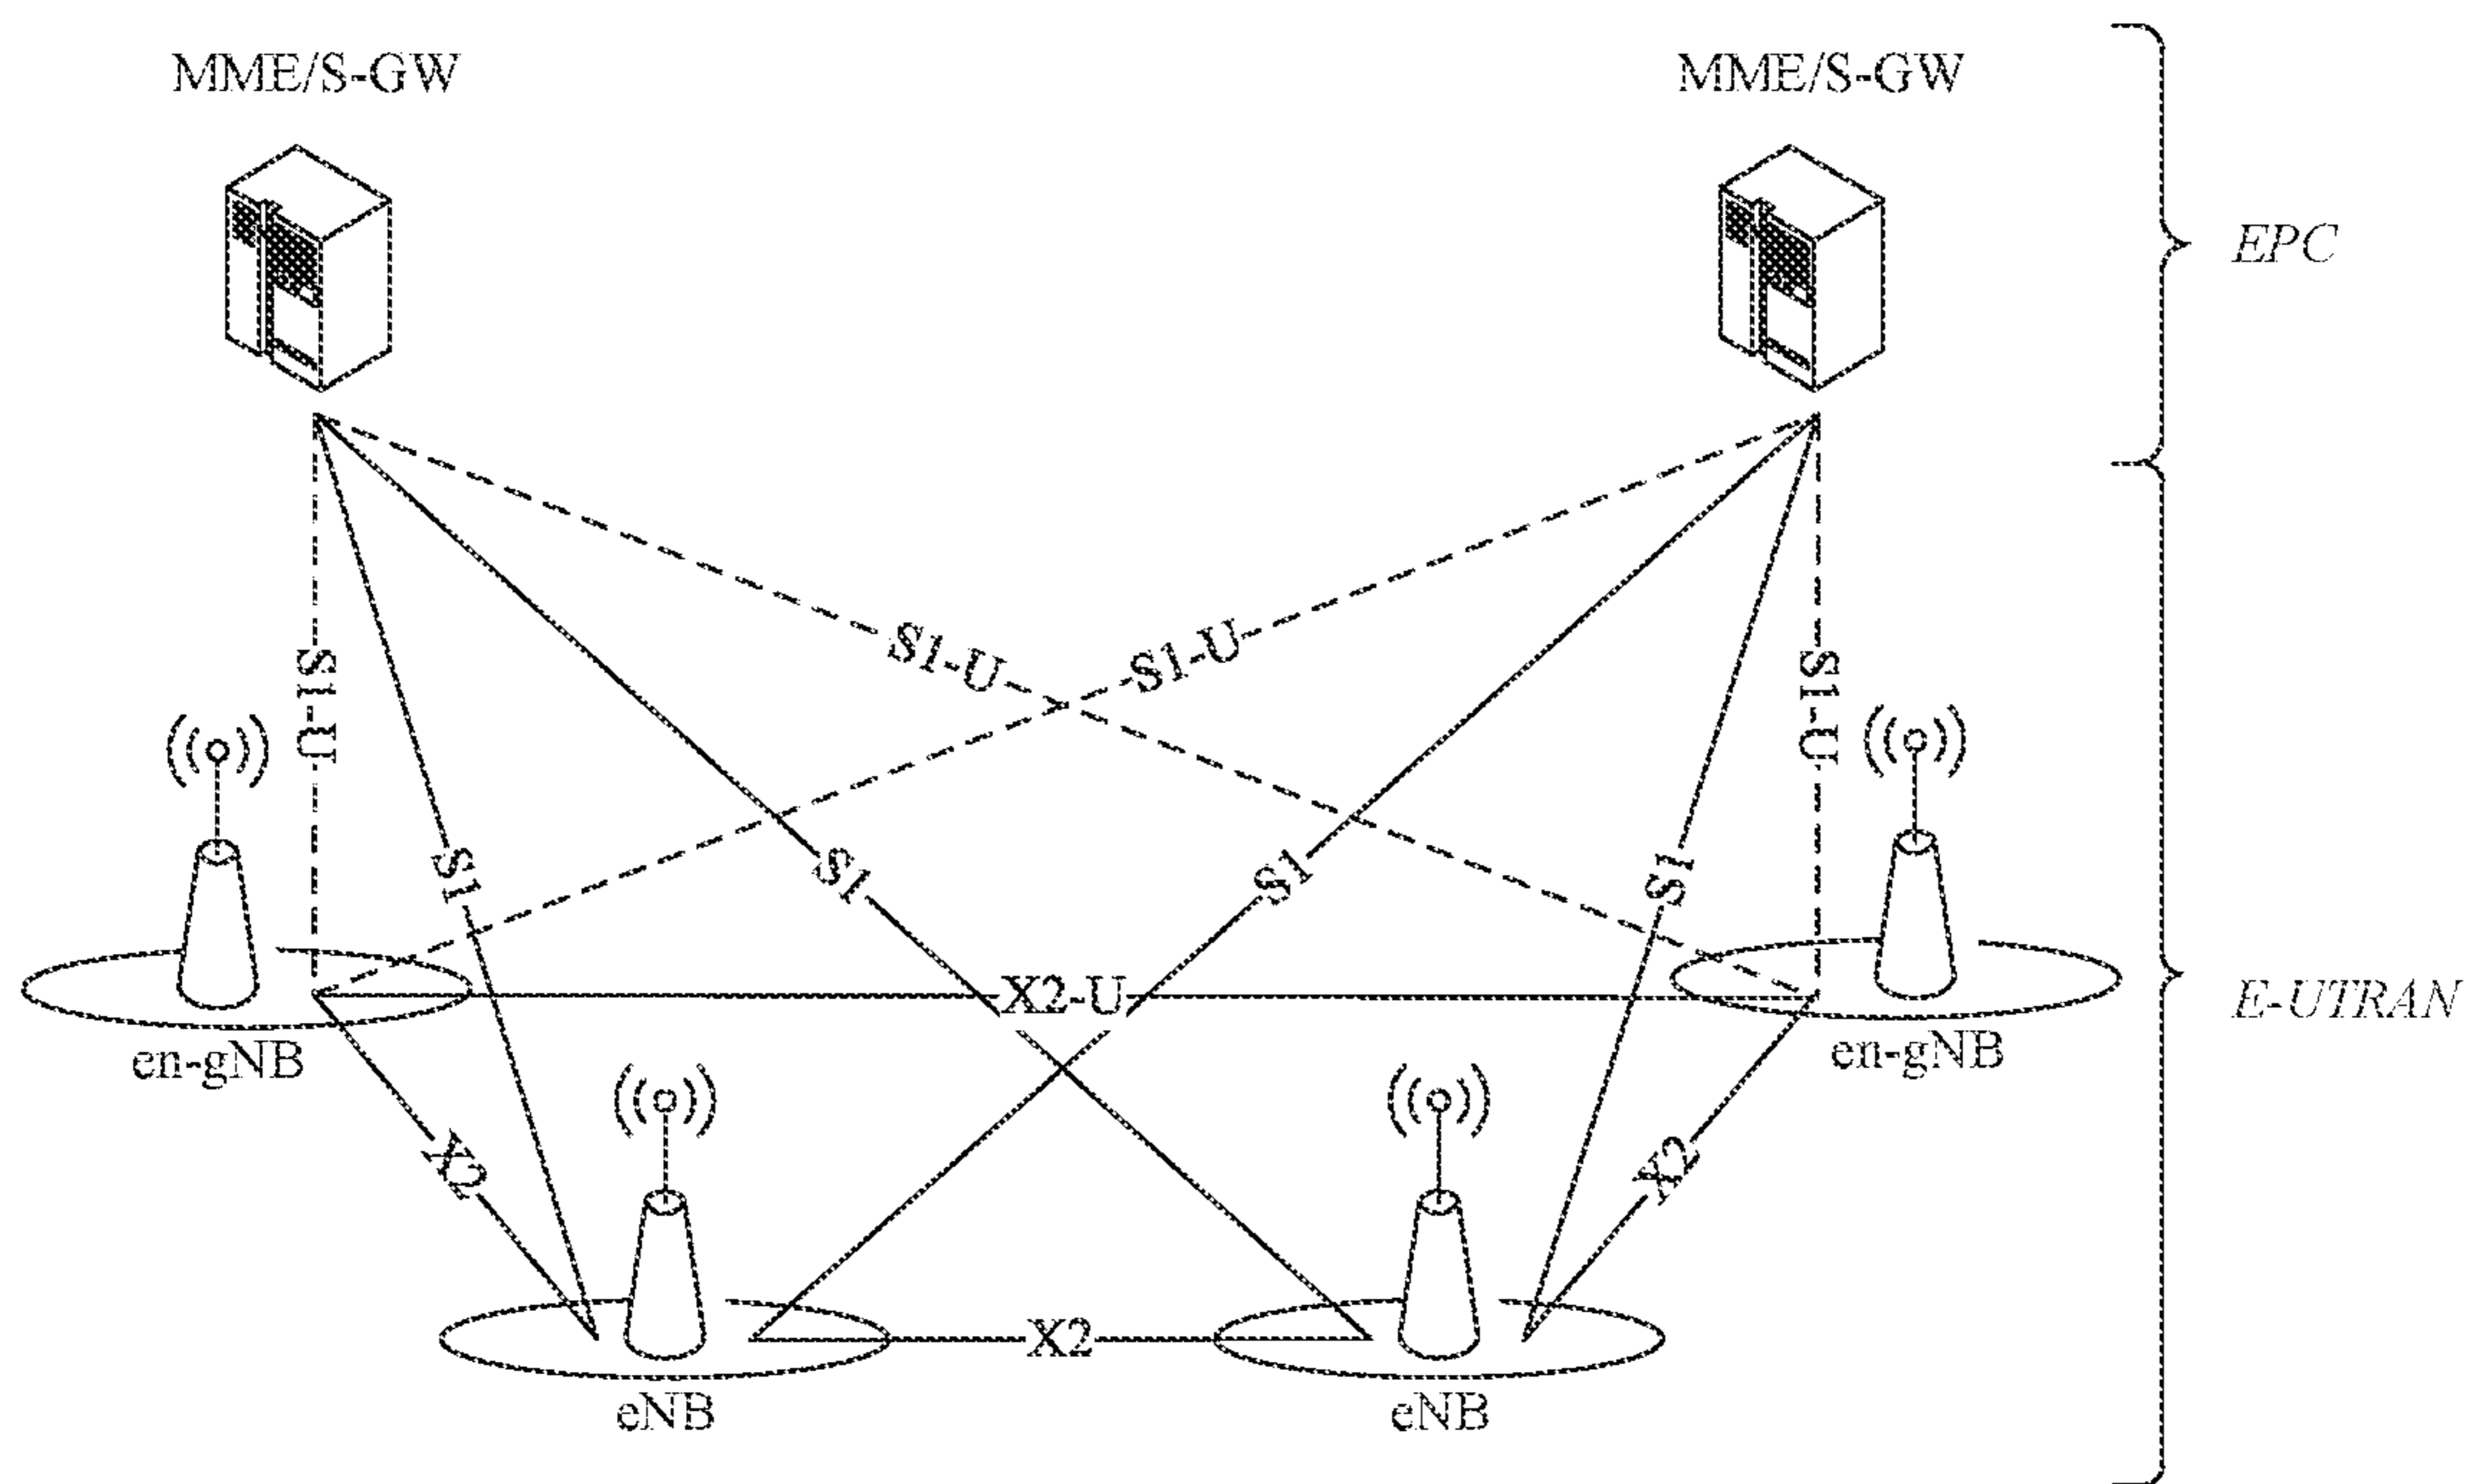 MME/S-GW
MME/S-GW
EPC
S1-U
S1-U
S1-U
S1-U
S1
S1
S1
S1
X2-U
E-UTRAN
en-gNB
en-gNB
X2
X2
X2
eNB
eNB